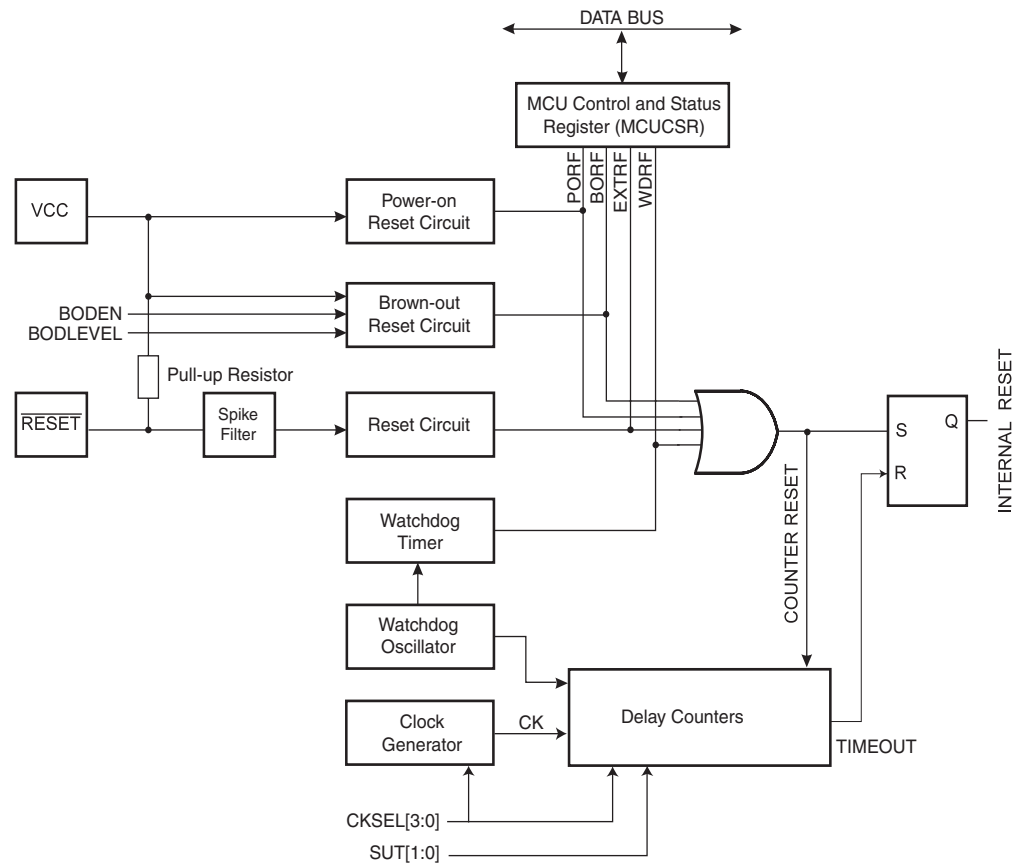 DATA BUS
MCU Control and Status
Register (MCUCSR)
PORF
BORF
EXTRF
WDRF
VCC
Power-on
Reset Circuit
BODEN
BODLEVEL
Brown-out
Reset Circuit
Pull-up Resistor
RESET
Spike
Filter
Reset Circuit
S
R
Q
INTERNAL RESET
COUNTER RESET
Watchdog
Timer
Watchdog
Oscillator
Clock
Generator
CK
Delay Counters
TIMEOUT
CKSEL[3:0]
SUT[1:0]